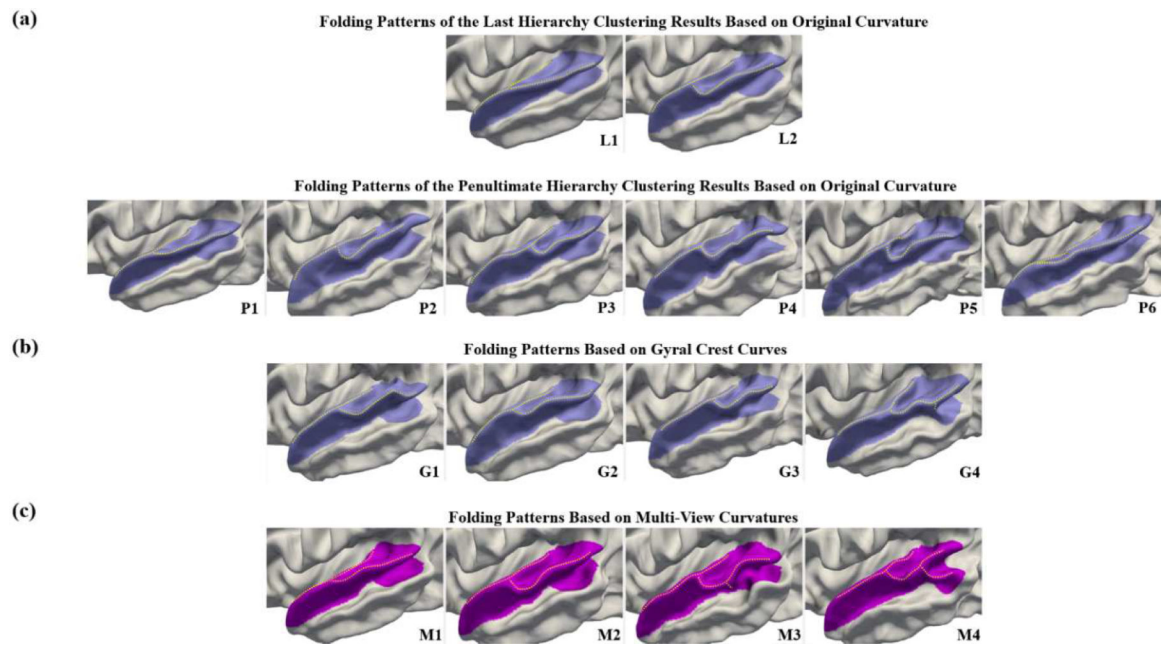 (a)
Folding Patterns of the Last Hierarchy Clustering Results Based on Original Curvature
L1 L2
Folding Patterns of the Penultimate Hierarchy Clustering Results Based on Original Curvature
P1 P2 P3 P4 P5 P6
(b)
Folding Patterns Based on Gyral Crest Curves
G1 G2 G3 G4
(c)
Folding Patterns Based on Multi-View Curvatures
M1 M2 M3 M4